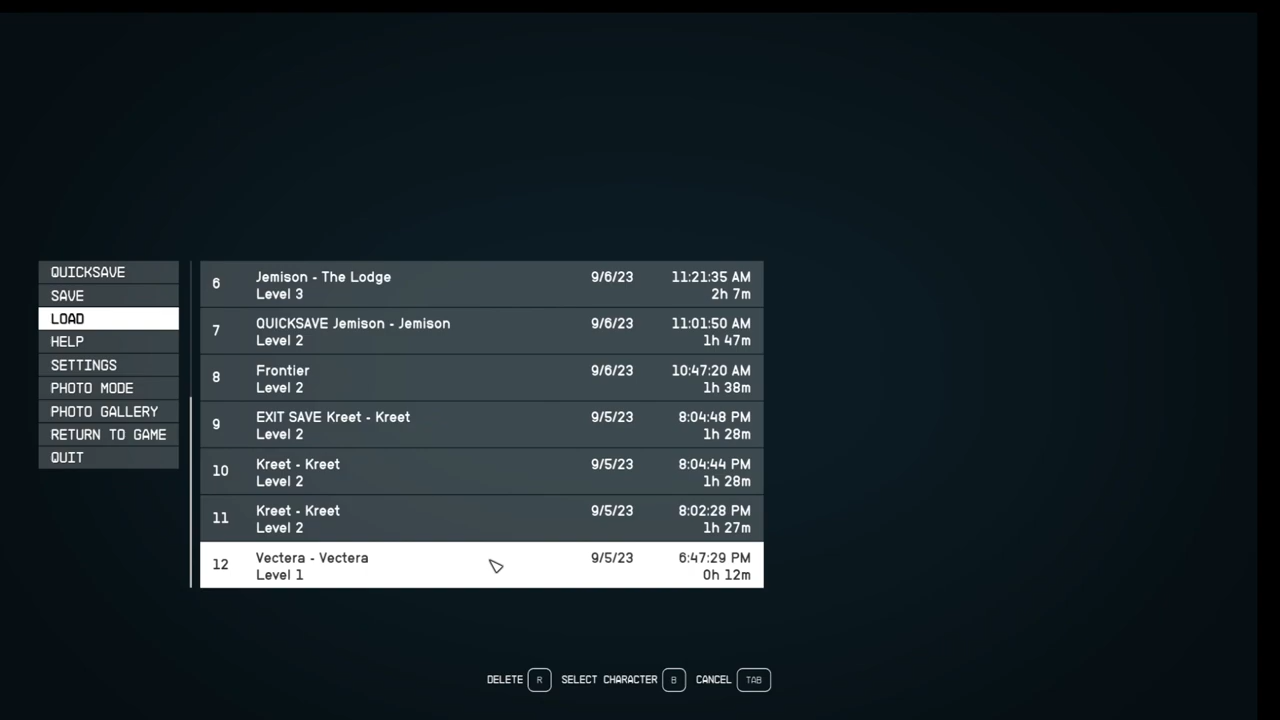 QUICKSAVE
SAVE
LOAD
HELP
SETTINGS
PHOTO MODE
PHOTO GALLERY
RETURN TO GAME
QUIT
6 Jemison - The Lodge 9/6/23 11:21:35 AM
Level 3 2h 7m
7 QUICKSAVE Jemison - Jemison 9/6/23 11:01:50 AM
Level 2 1h 47m
8 Frontier 9/6/23 10:47:20 AM
Level 2 1h 38m
9 EXIT SAVE Kreet - Kreet 9/5/23 8:04:48 PM
Level 2 1h 28m
10 Kreet - Kreet 9/5/23 8:04:44 PM
Level 2 1h 28m
11 Kreet - Kreet 9/5/23 8:02:28 PM
Level 2 1h 27m
12 Vectera - Vectera 9/5/23 6:47:29 PM
Level 1 0h 12m
DELETE R SELECT CHARACTER B CANCEL TAB